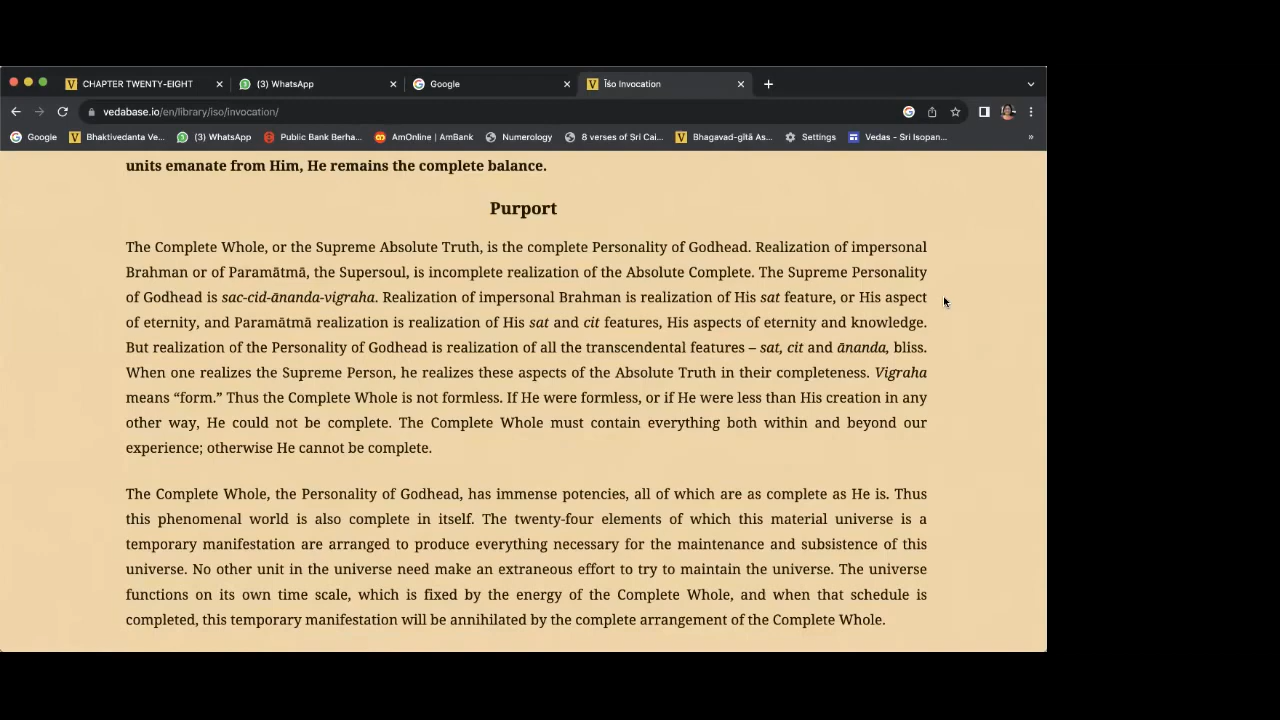 CHAPTER TWENTY-EIGHT
(3) WhatsApp
Google
Īśo Invocation
vedabase.io/en/library/iso/invocation/
Google
Bhaktivedanta Ve...
(3) WhatsApp
Public Bank Berha...
AmOnline | AmBank
Numerology
8 verses of Sri Cai...
Bhagavad-gītā As...
Settings
Vedas - Sri Isopan...
»
units emanate from Him, He remains the complete balance.
Purport
The Complete Whole, or the Supreme Absolute Truth, is the complete Personality of Godhead. Realization of impersonal
Brahman or of Paramātmā, the Supersoul, is incomplete realization of the Absolute Complete. The Supreme Personality
of Godhead is sac-cid-ānanda-vigraha. Realization of impersonal Brahman is realization of His sat feature, or His aspect
of eternity, and Paramātmā realization is realization of His sat and cit features, His aspects of eternity and knowledge.
But realization of the Personality of Godhead is realization of all the transcendental features – sat, cit and ānanda, bliss.
When one realizes the Supreme Person, he realizes these aspects of the Absolute Truth in their completeness. Vigraha
means “form.” Thus the Complete Whole is not formless. If He were formless, or if He were less than His creation in any
other way, He could not be complete. The Complete Whole must contain everything both within and beyond our
experience; otherwise He cannot be complete.
The Complete Whole, the Personality of Godhead, has immense potencies, all of which are as complete as He is. Thus
this phenomenal world is also complete in itself. The twenty-four elements of which this material universe is a
temporary manifestation are arranged to produce everything necessary for the maintenance and subsistence of this
universe. No other unit in the universe need make an extraneous effort to try to maintain the universe. The universe
functions on its own time scale, which is fixed by the energy of the Complete Whole, and when that schedule is
completed, this temporary manifestation will be annihilated by the complete arrangement of the Complete Whole.